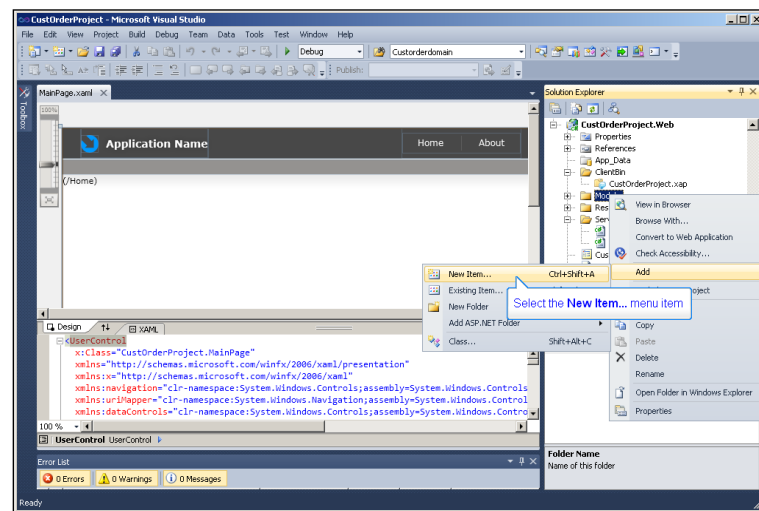 CustOrderProject - Microsoft Visual Studio
File Edit View Project Build Debug Team Data Tools Test Window Help
Debug Custorderdomain
Publish:
Toolbox
MainPage.xaml
100%
Application Name Home About
(/Home)
Design XAML
<UserControl
x:Class="CustOrderProject.MainPage"
xmlns="http://schemas.microsoft.com/winfx/2006/xaml/presentation"
xmlns:x="http://schemas.microsoft.com/winfx/2006/xaml"
xmlns:navigation="clr-namespace:System.Windows.Controls;assembly=System.Windows.Controls
xmlns:uriMapper="clr-namespace:System.Windows.Navigation;assembly=System.Windows.Controls
xmlns:dataControls="clr-namespace:System.Windows.Controls;assembly=System.Windows.Contro
100 %
UserControl UserControl
Error List
0 Errors 0 Warnings 0 Messages
Ready
Solution Explorer
CustOrderProject.Web
Properties
References
App_Data
ClientBin
CustOrderProject.xap
Res
Serv
Cus
View in Browser
Browse With...
Convert to Web Application
Check Accessibility...
Add
oject
Copy
Paste
Delete
Rename
Open Folder in Windows Explorer
Properties
New Item... Ctrl+Shift+A
Existing Item...
New Folder
Add ASP.NET Folder
Class... Shift+Alt+C
Select the New Item... menu item
Folder Name
Name of this folder